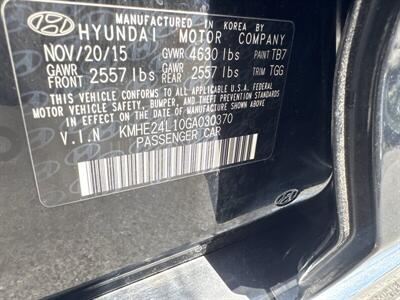 MANUFACTURED IN KOREA BY
HYUNDAI MOTOR COMPANY
NOV/20/15 GVWR 4630 lbs PAINT TB7
GAWR FRONT 2557 lbs GAWR REAR 2557 lbs TRIM TGG
THIS VEHICLE CONFORMS TO ALL APPLICABLE U.S.A. FEDERAL
MOTOR VEHICLE SAFETY, BUMPER, AND THEFT PREVENTION STANDARDS
IN EFFECT ON THE DATE OF MANUFACTURE SHOWN ABOVE.
V.I.N KMHE24L10GA030370
PASSENGER CAR